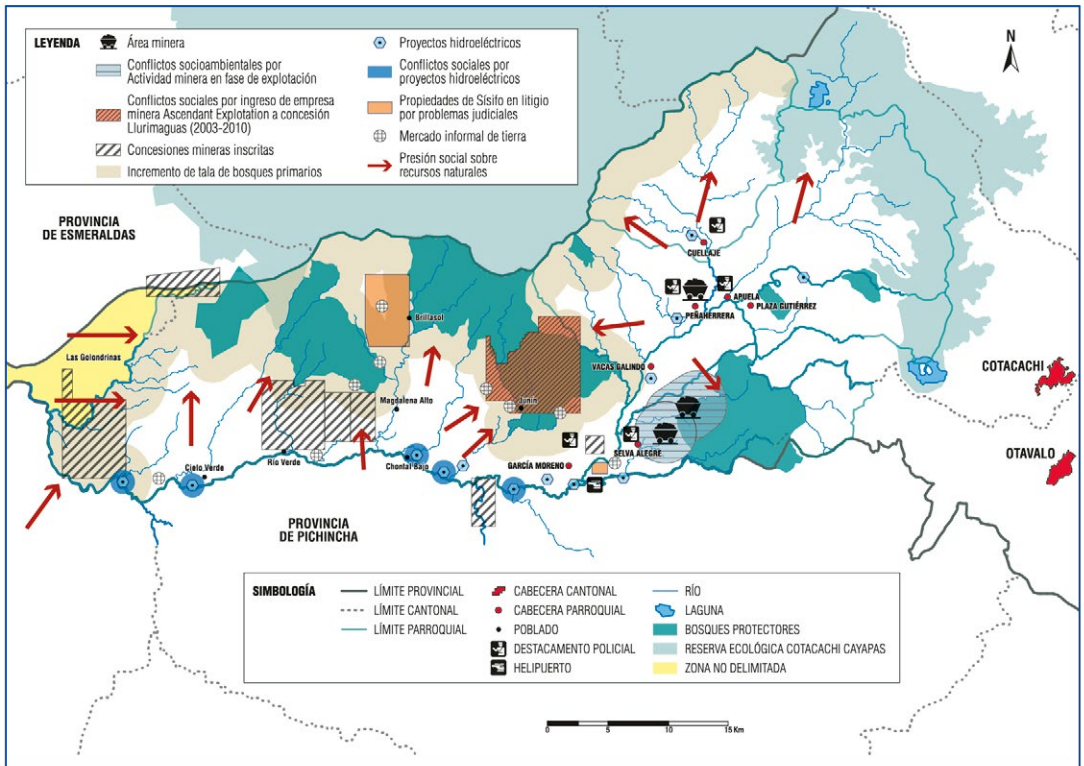 LEYENDA
Área minera
Conflictos socioambientales por
Actividad minera en fase de explotación
Conflictos sociales por ingreso de empresa
minera Ascendant Explotation a concesión
Llurimaguas (2003-2010)
Concesiones mineras inscritas
Incremento de tala de bosques primarios
Proyectos hidroeléctricos
Conflictos sociales por
proyectos hidroeléctricos
Propiedades de Sísifo en litigio
por problemas judiciales
Mercado informal de tierra
Presión social sobre
recursos naturales
N
PROVINCIA
DE ESMERALDAS
CUELLAJE
APUELA
PLAZA GUTIÉRREZ
PEÑAHERRERA
Brillasol
Las Golondrinas
VACAS GALINDO
COTACACHI
Magdalena Alto
Junín
OTAVALO
Río Verde
Chontal Bajo
Cielo Verde
SELVA ALEGRE
GARCÍA MORENO
PROVINCIA
DE PICHINCHA
SIMBOLOGÍA
LÍMITE PROVINCIAL
LÍMITE CANTONAL
LÍMITE PARROQUIAL
CABECERA CANTONAL
CABECERA PARROQUIAL
POBLADO
DESTACAMENTO POLICIAL
HELIPUERTO
RÍO
LAGUNA
BOSQUES PROTECTORES
RESERVA ECOLÓGICA COTACACHI CAYAPAS
ZONA NO DELIMITADA
0 5 10 15 Km